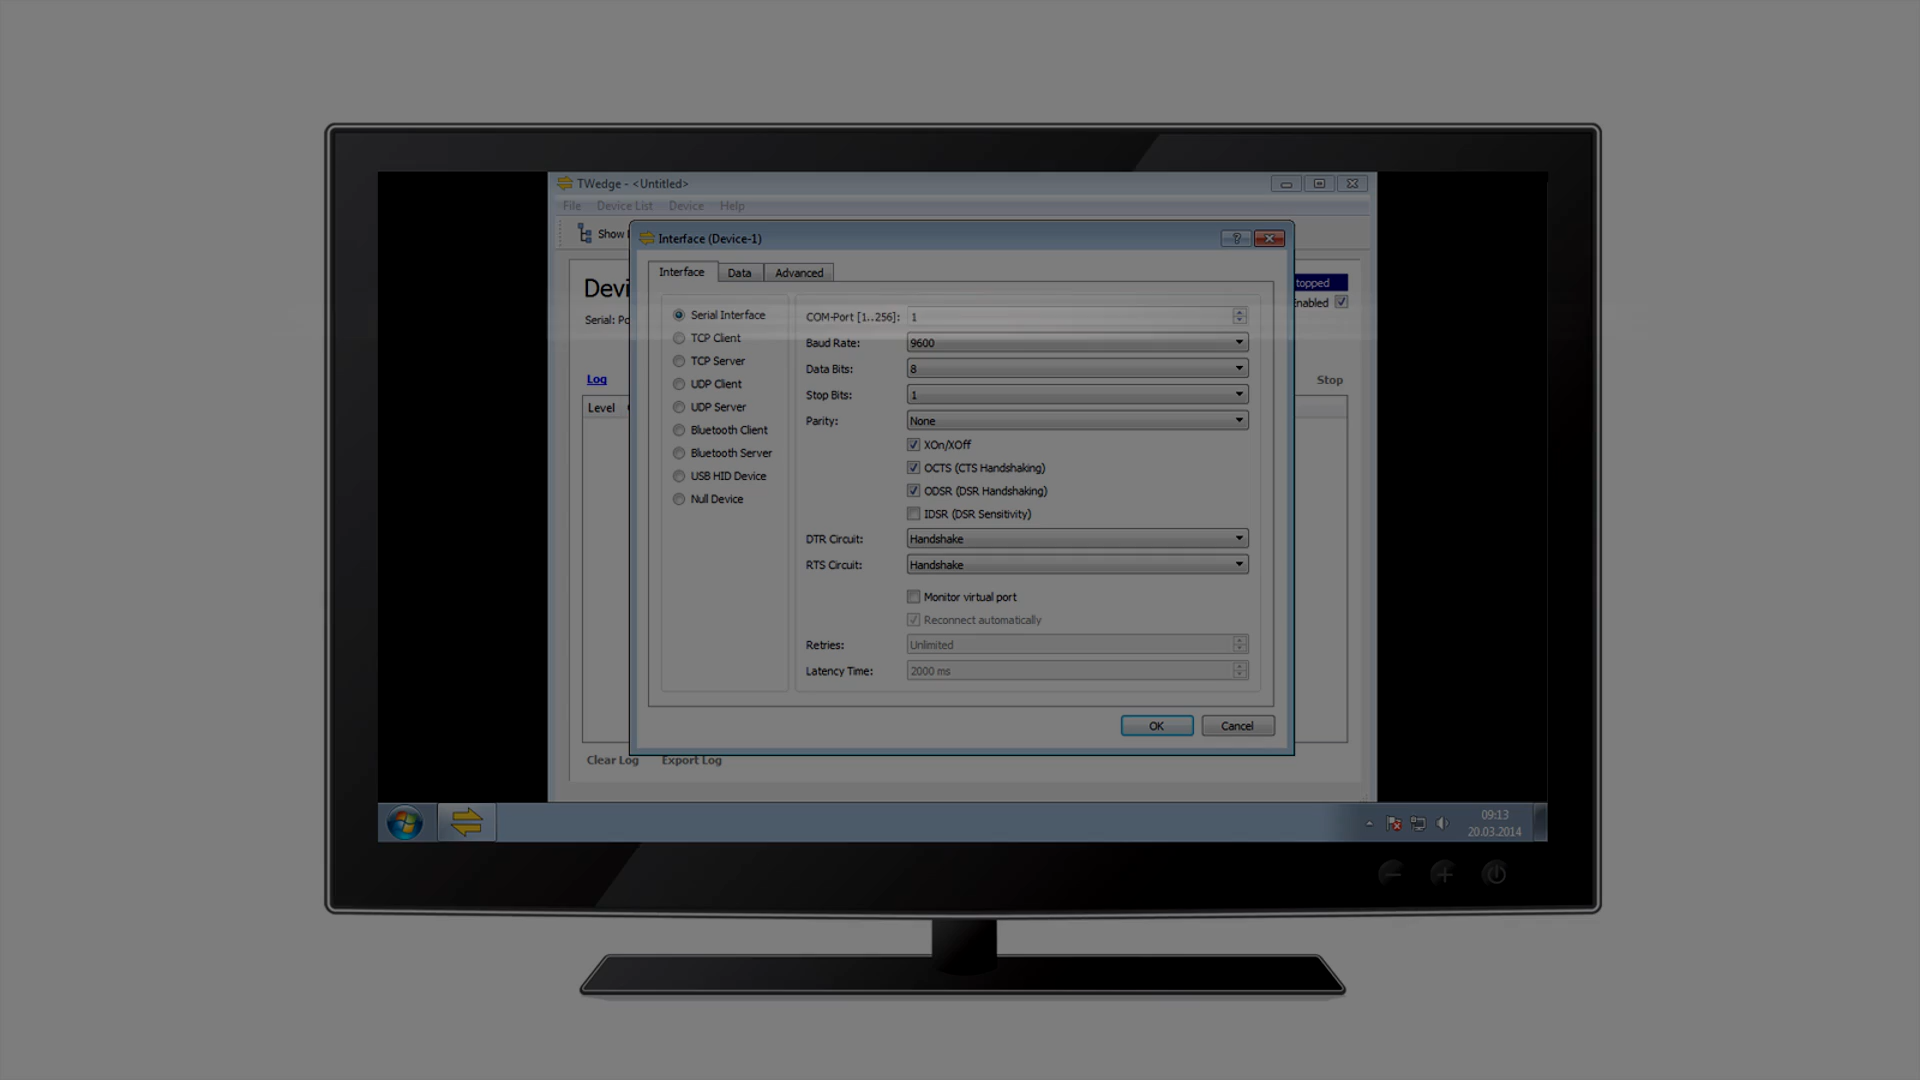 TWedge - <Untitled>
File Device List Device Help
Show
Interface (Device-1)
Interface Data Advanced
Devi
topped
Enabled
Serial: Po
Serial Interface
TCP Client
TCP Server
UDP Client
UDP Server
Bluetooth Client
Bluetooth Server
USB HID Device
Null Device
COM-Port [1..256]: 1
Baud Rate: 9600
Data Bits: 8
Stop Bits: 1
Parity: None
XOn/XOff
OCTS (CTS Handshaking)
ODSR (DSR Handshaking)
IDSR (DSR Sensitivity)
DTR Circuit: Handshake
RTS Circuit: Handshake
Monitor virtual port
Reconnect automatically
Retries: Unlimited
Latency Time: 2000 ms
OK Cancel
Log
Stop
Level
Clear Log Export Log
09:13
20.03.2014